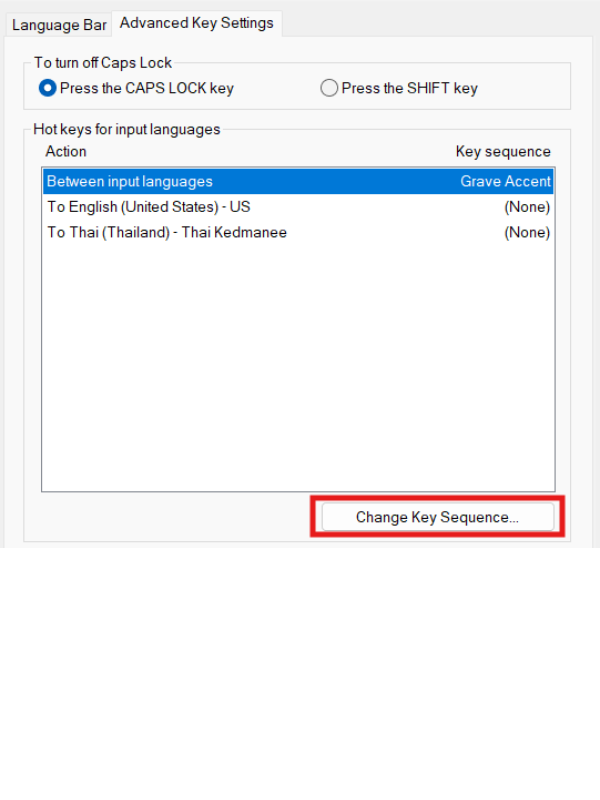 Language Bar Advanced Key Settings
To turn off Caps Lock
Press the CAPS LOCK key Press the SHIFT key
Hot keys for input languages
Action Key sequence
Between input languages Grave Accent
To English (United States) - US (None)
To Thai (Thailand) - Thai Kedmanee (None)
Change Key Sequence...